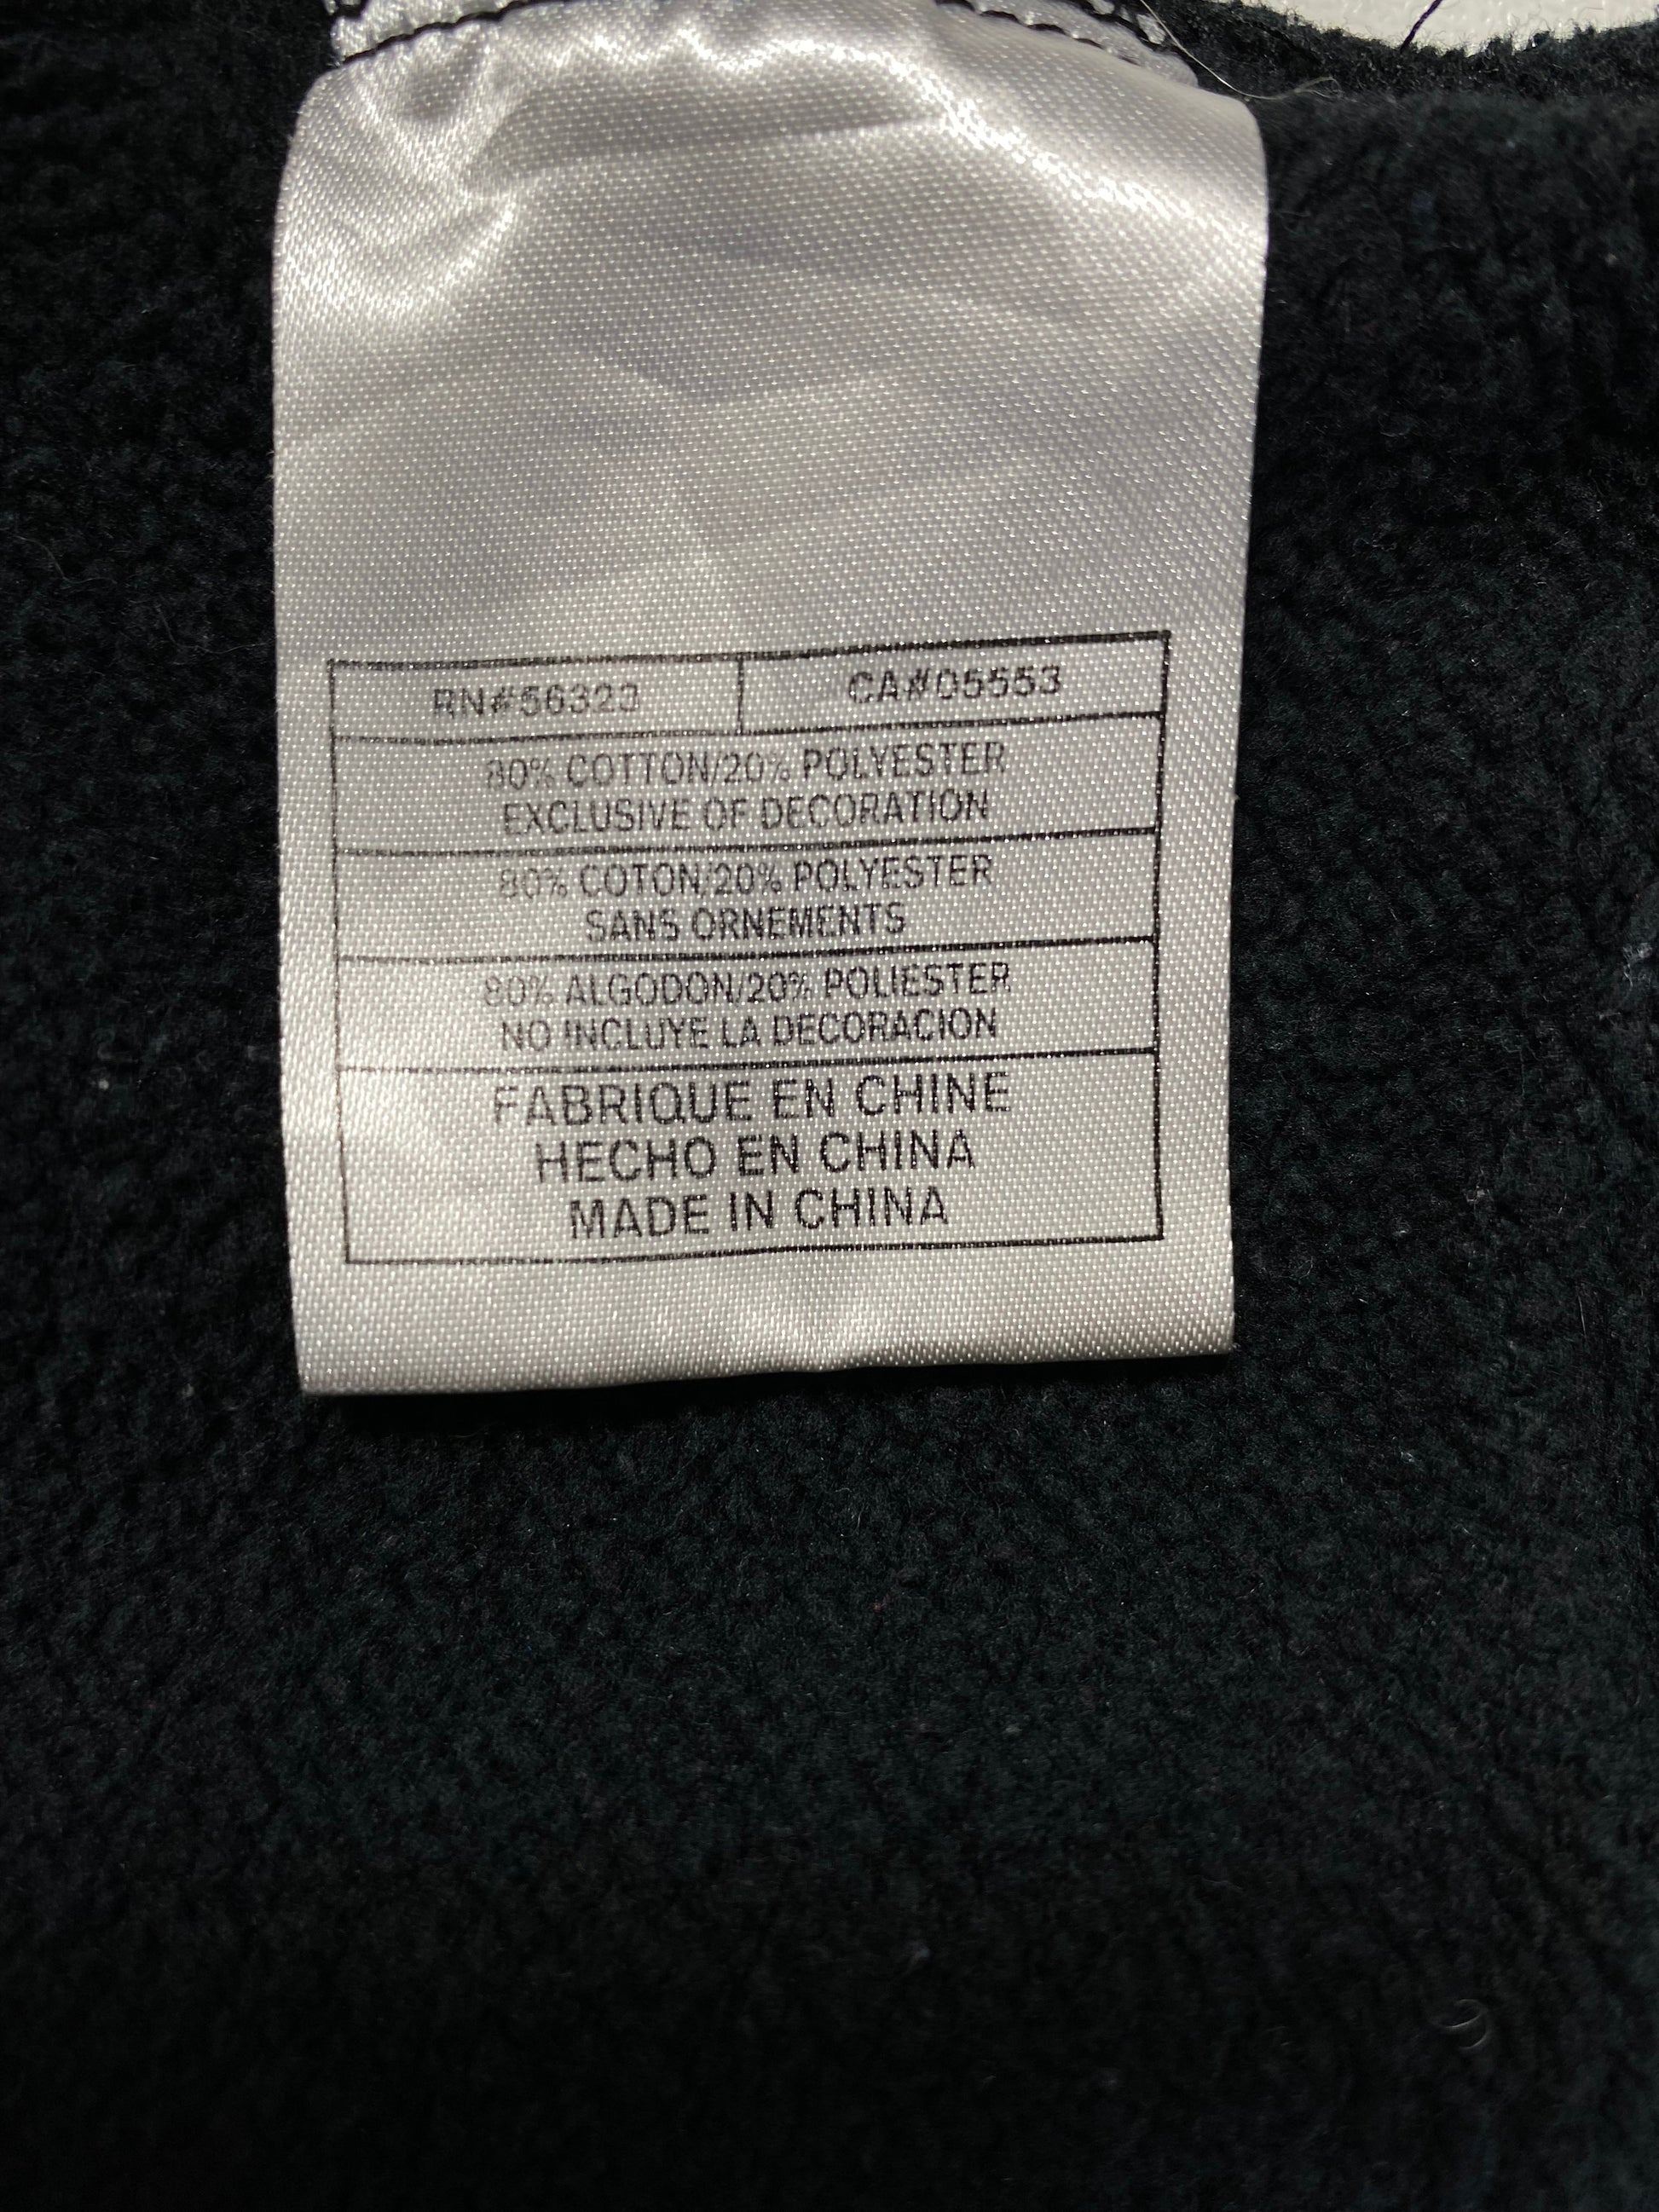 RN#56323 CA#05553
80% COTTON/20% POLYESTER
EXCLUSIVE OF DECORATION
80% COTON/20% POLYESTER
SANS ORNEMENTS
80% ALGODON/20% POLIESTER
NO INCLUYE LA DECORACION
FABRIQUE EN CHINE
HECHO EN CHINA
MADE IN CHINA